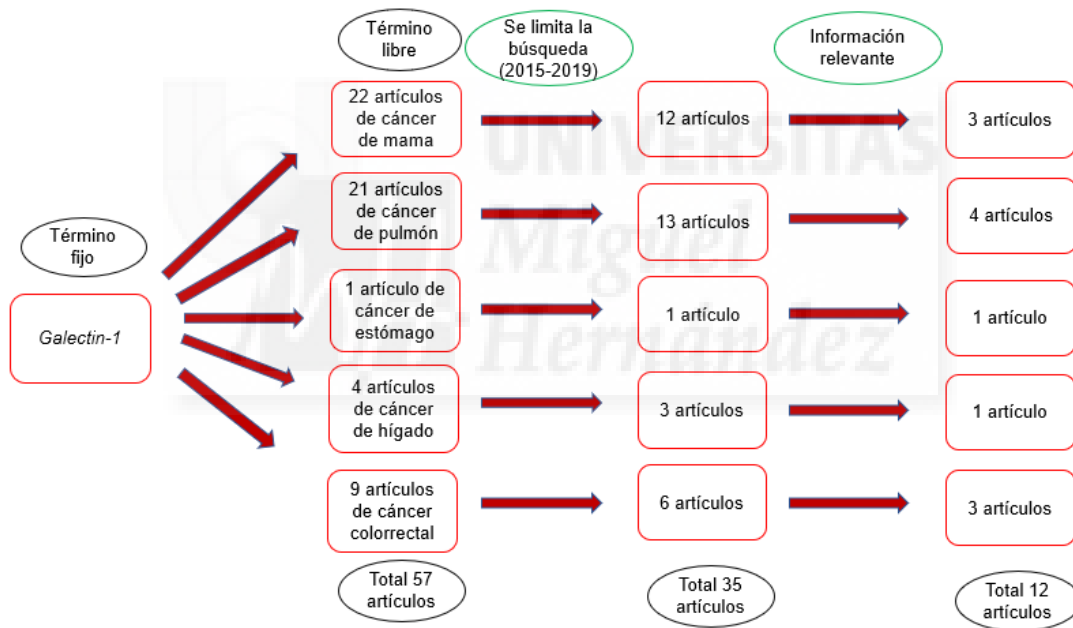 Término
libre
Se limita la
búsqueda
(2015-2019)
Información
relevante
22 artículos
de cáncer
de mama
12 artículos
3 artículos
21 artículos
de cáncer
de pulmón
13 artículos
4 artículos
Término
fijo
Galectin-1
1 artículo de
cáncer de
estómago
1 artículo
1 artículo
4 artículos
de cáncer
de hígado
3 artículos
1 artículo
9 artículos
de cáncer
colorrectal
6 artículos
3 artículos
Total 57
artículos
Total 35
artículos
Total 12
artículos
UNIVERSITAS
Miguel
Hernández